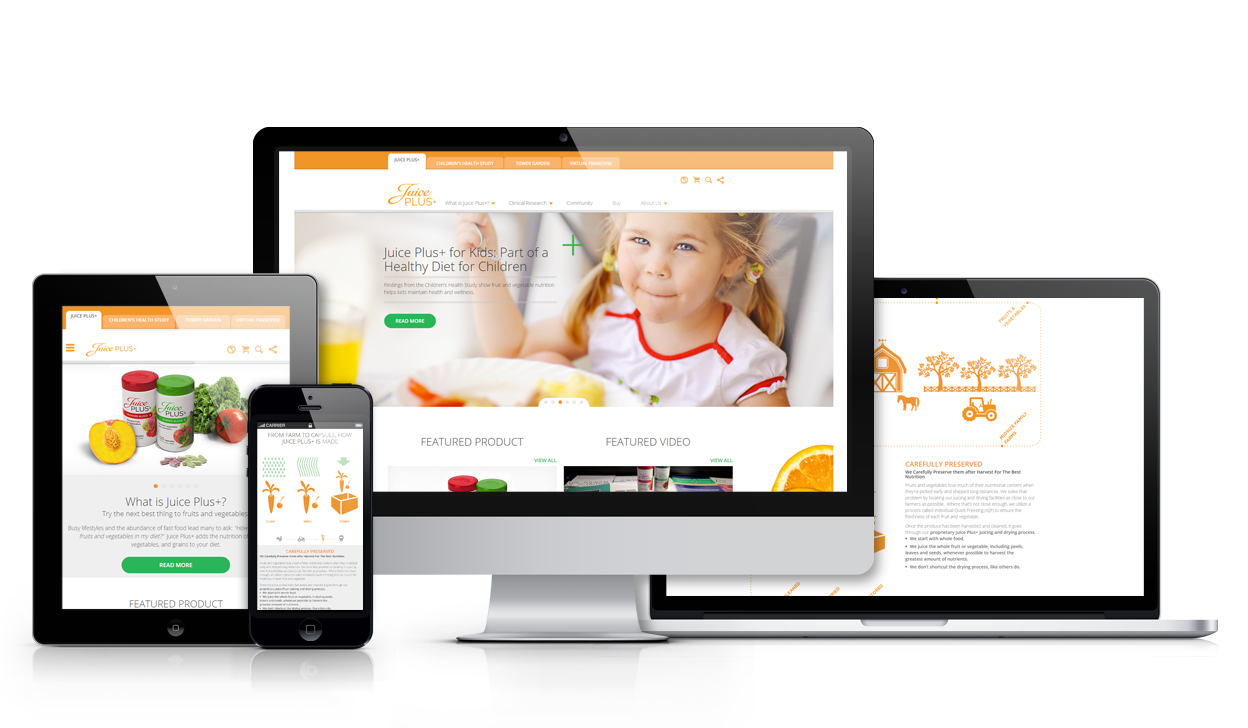 JUICE PLUS+
CHILDREN'S HEALTH STUDY
TOWER GARDEN
VIRTUAL FRANCHISE
Juice
PLUS+
What is Juice Plus+?
Clinical Research
Community
Buy
About Us
Juice Plus+ for Kids: Part of a
Healthy Diet for Children
Findings from the Children's Health Study show fruit and vegetable nutrition
helps kids maintain health and wellness.
READ MORE
FEATURED PRODUCT
FEATURED VIDEO
VIEW ALL
VIEW ALL
JUICE PLUS+
CHILDREN'S HEALTH STUDY
TOWER GARDEN
VIRTUAL FRANCHISE
Juice PLUS+
Juice
PLUS+
Juice
PLUS+
What is Juice Plus+?
Try the next best thing to fruits and vegetables
Busy lifestyles and the abundance of fast food lead many to ask: "How
fruits and vegetables in my diet?" Juice Plus+ adds the nutrition of
vegetables, and grains to your diet.
READ MORE
FEATURED PRODUCT
CARRIER
FROM FARM TO CAPSULE, HOW
JUICE PLUS+ IS MADE
CAREFULLY PRESERVED
We Carefully Preserve them after Harvest For The Best Nutrition
FRUITS &
VEGETABLES
FAMILY
FARMS
CAREFULLY PRESERVED
We Carefully Preserve them after Harvest For The Best
Nutrition
Fruits and vegetables lose much of their nutritional content when
they're picked early and shipped long distances. We solve that
problem by locating our juicing and drying facilities as close to our
farmers as possible. Where that's not close enough, we utilize a
process called Individual Quick Freezing (IQF) to ensure the
freshness of each fruit and vegetable.
Once the produce has been harvested and cleaned, it goes
through our proprietary Juice Plus+ juicing and drying process.
• We start with whole food.
• We juice the whole fruit or vegetable, including peels,
leaves and seeds, whenever possible to harvest the
greatest amount of nutrients.
• We don't shortcut the drying process, like others do.